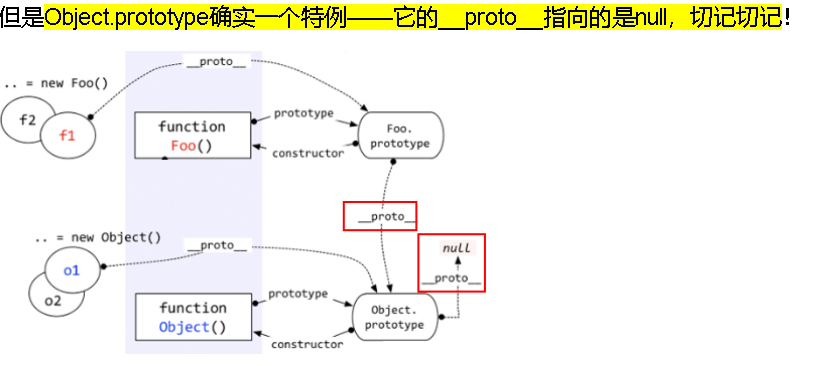 但是Object.prototype确实一个特例——它的__proto__指向的是null，切记切记！
__proto__
.. = new Foo()
f2
f1
function
Foo()
prototype
constructor
Foo.
prototype
__proto__
.. = new Object()
__proto__
null
__proto__
o1
o2
function
Object()
prototype
constructor
Object.
prototype